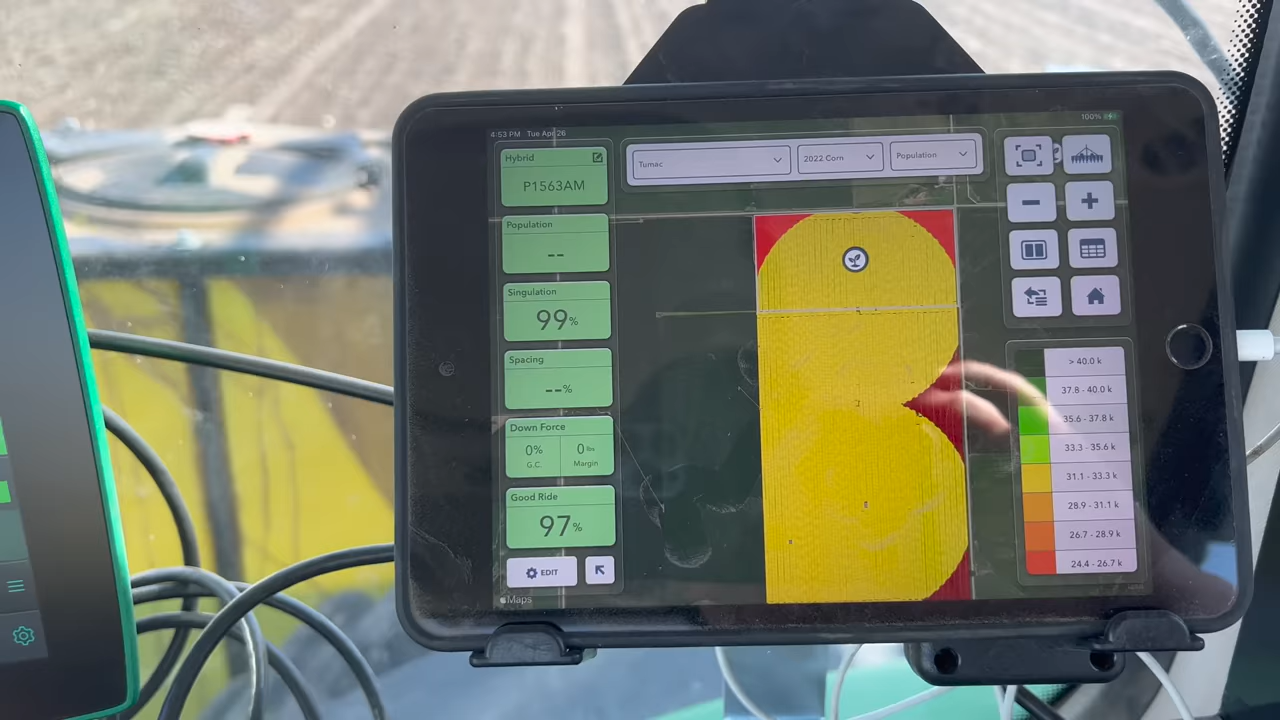 4:53 PM Tue Apr 26
100%
Hybrid
P1563AM
Population
--
Singulation
99%
Spacing
--%
Down Force
0%
G.C.
0 lbs
Margin
Good Ride
97%
EDIT
Maps
Tumac
2022 Corn
Population
> 40.0 k
37.8 - 40.0 k
35.6 - 37.8 k
33.3 - 35.6 k
31.1 - 33.3 k
28.9 - 31.1 k
26.7 - 28.9 k
24.4 - 26.7 k